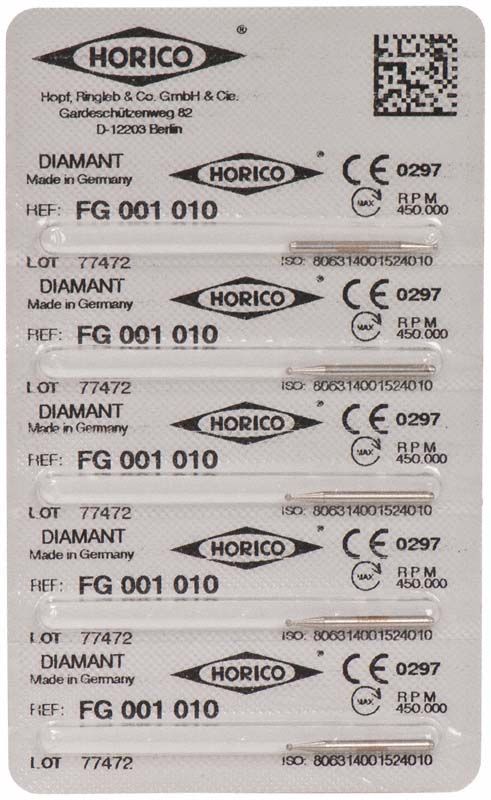 HORICO ®
Hopf, Ringleb & Co. GmbH & Cie.
Gardeschützenweg 82
D-12203 Berlin
DIAMANT HORICO ® CE 0297
Made in Germany
REF: FG 001 010 MAX RPM 450.000
LOT 77472 ISO: 806314001524010
DIAMANT HORICO ® CE 0297
Made in Germany
REF: FG 001 010 MAX RPM 450.000
LOT 77472 ISO: 806314001524010
DIAMANT HORICO ® CE 0297
Made in Germany
REF: FG 001 010 MAX RPM 450.000
LOT 77472 ISO: 806314001524010
DIAMANT HORICO ® CE 0297
Made in Germany
REF: FG 001 010 MAX RPM 450.000
LOT 77472 ISO: 806314001524010
DIAMANT HORICO ® CE 0297
Made in Germany
REF: FG 001 010 MAX RPM 450.000
LOT 77472 ISO: 806314001524010